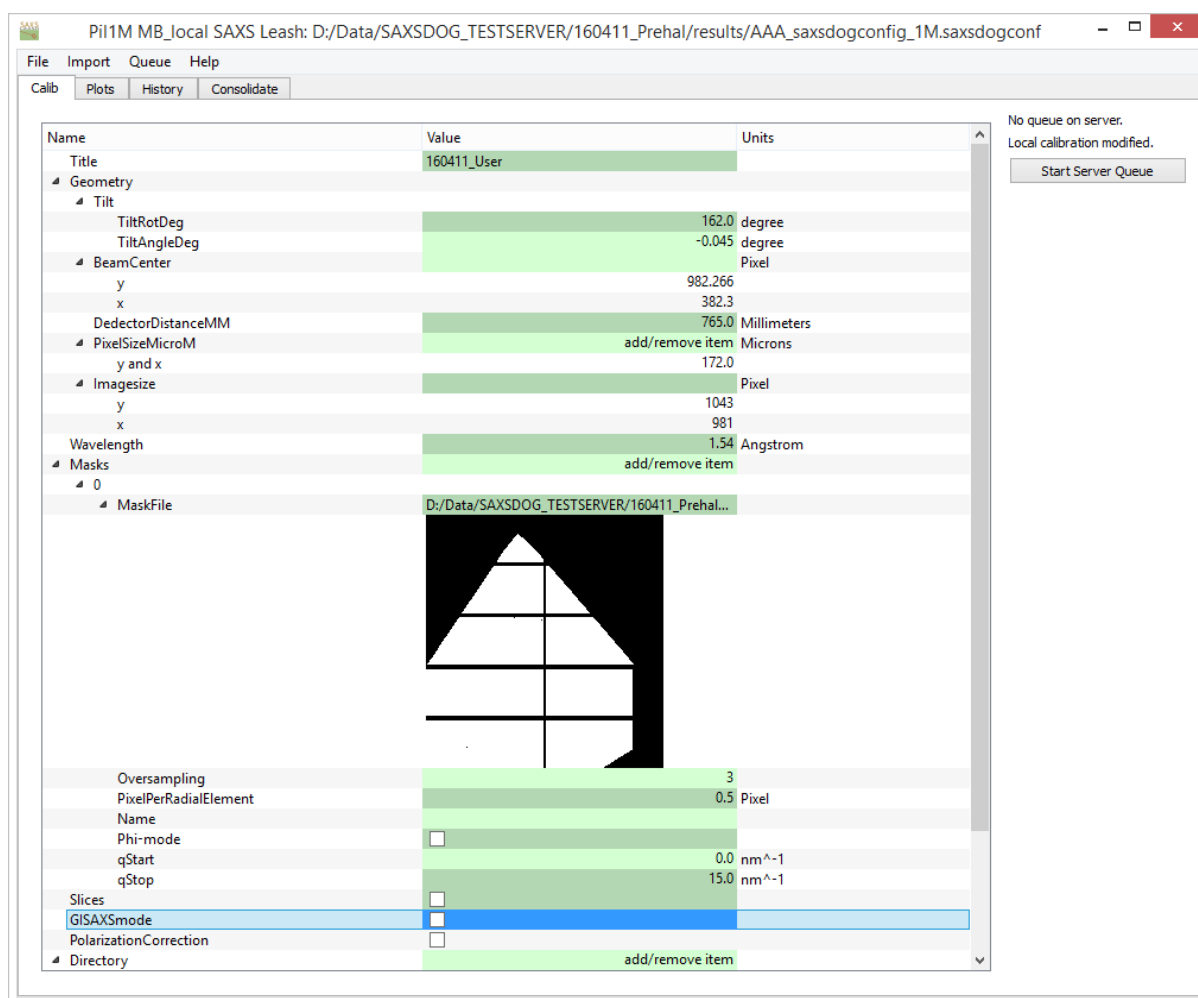 SAXS
Pil1M MB_local SAXS Leash: D:/Data/SAXSDOG_TESTSERVER/160411_Prehal/results/AAA_saxsdogconfig_1M.saxsdogconf
File Import Queue Help
Calib Plots History Consolidate
No queue on server.
Local calibration modified.
Start Server Queue
Name Value Units
Title 160411_User
Geometry
Tilt
TiltRotDeg 162.0 degree
TiltAngleDeg -0.045 degree
BeamCenter Pixel
y 982.266
x 382.3
DedectorDistanceMM 765.0 Millimeters
PixelSizeMicroM add/remove item Microns
y and x 172.0
Imagesize Pixel
y 1043
x 981
Wavelength 1.54 Angstrom
Masks add/remove item
0
MaskFile D:/Data/SAXSDOG_TESTSERVER/160411_Prehal...
Oversampling 3
PixelPerRadialElement 0.5 Pixel
Name
Phi-mode
qStart 0.0 nm^-1
qStop 15.0 nm^-1
Slices
GISAXSmode
PolarizationCorrection
Directory add/remove item